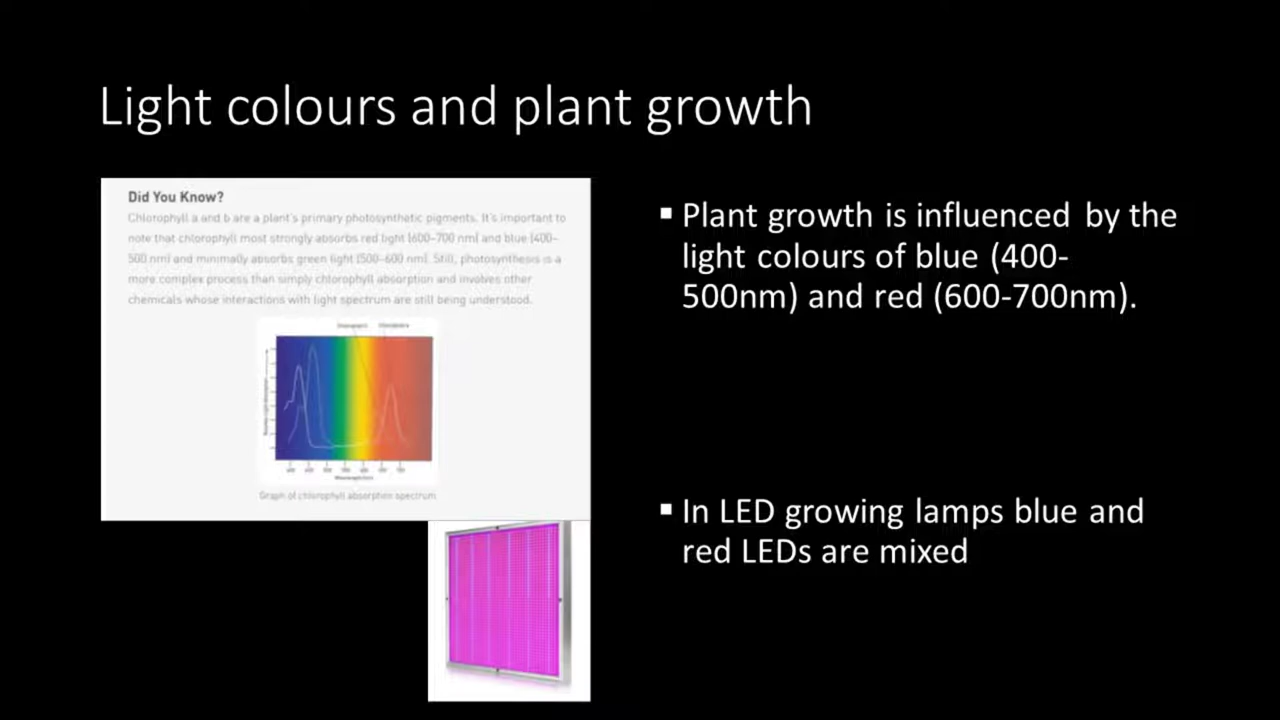 Light colours and plant growth
Did You Know?
Chlorophyll a and b are a plant's primary photosynthetic pigments. It's important to
note that chlorophyll most strongly absorbs red light (600–700 nm) and blue (400–
500 nm) and minimally absorbs green light (500–600 nm). Still, photosynthesis is a
more complex process than simply chlorophyll absorption and involves other
chemicals whose interactions with light spectrum are still being understood.
Graph of chlorophyll absorption spectrum
▪ Plant growth is influenced by the
light colours of blue (400-
500nm) and red (600-700nm).
▪ In LED growing lamps blue and
red LEDs are mixed